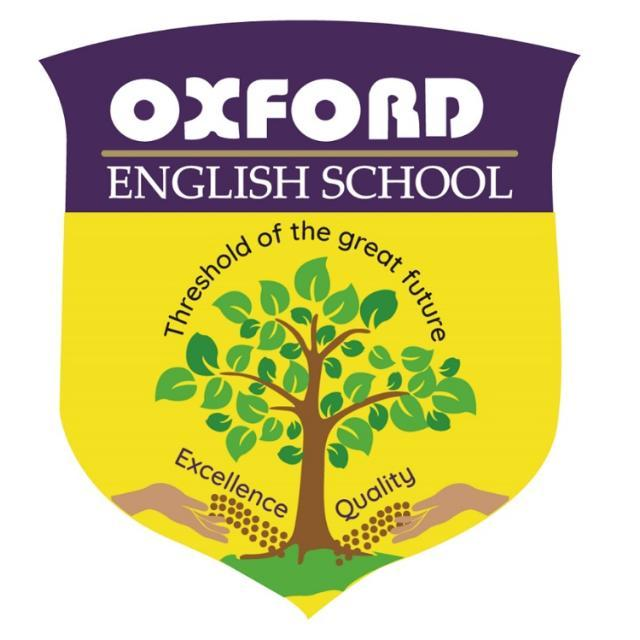 OXFORD
ENGLISH SCHOOL
Threshold of the great future
Excellence
Quality